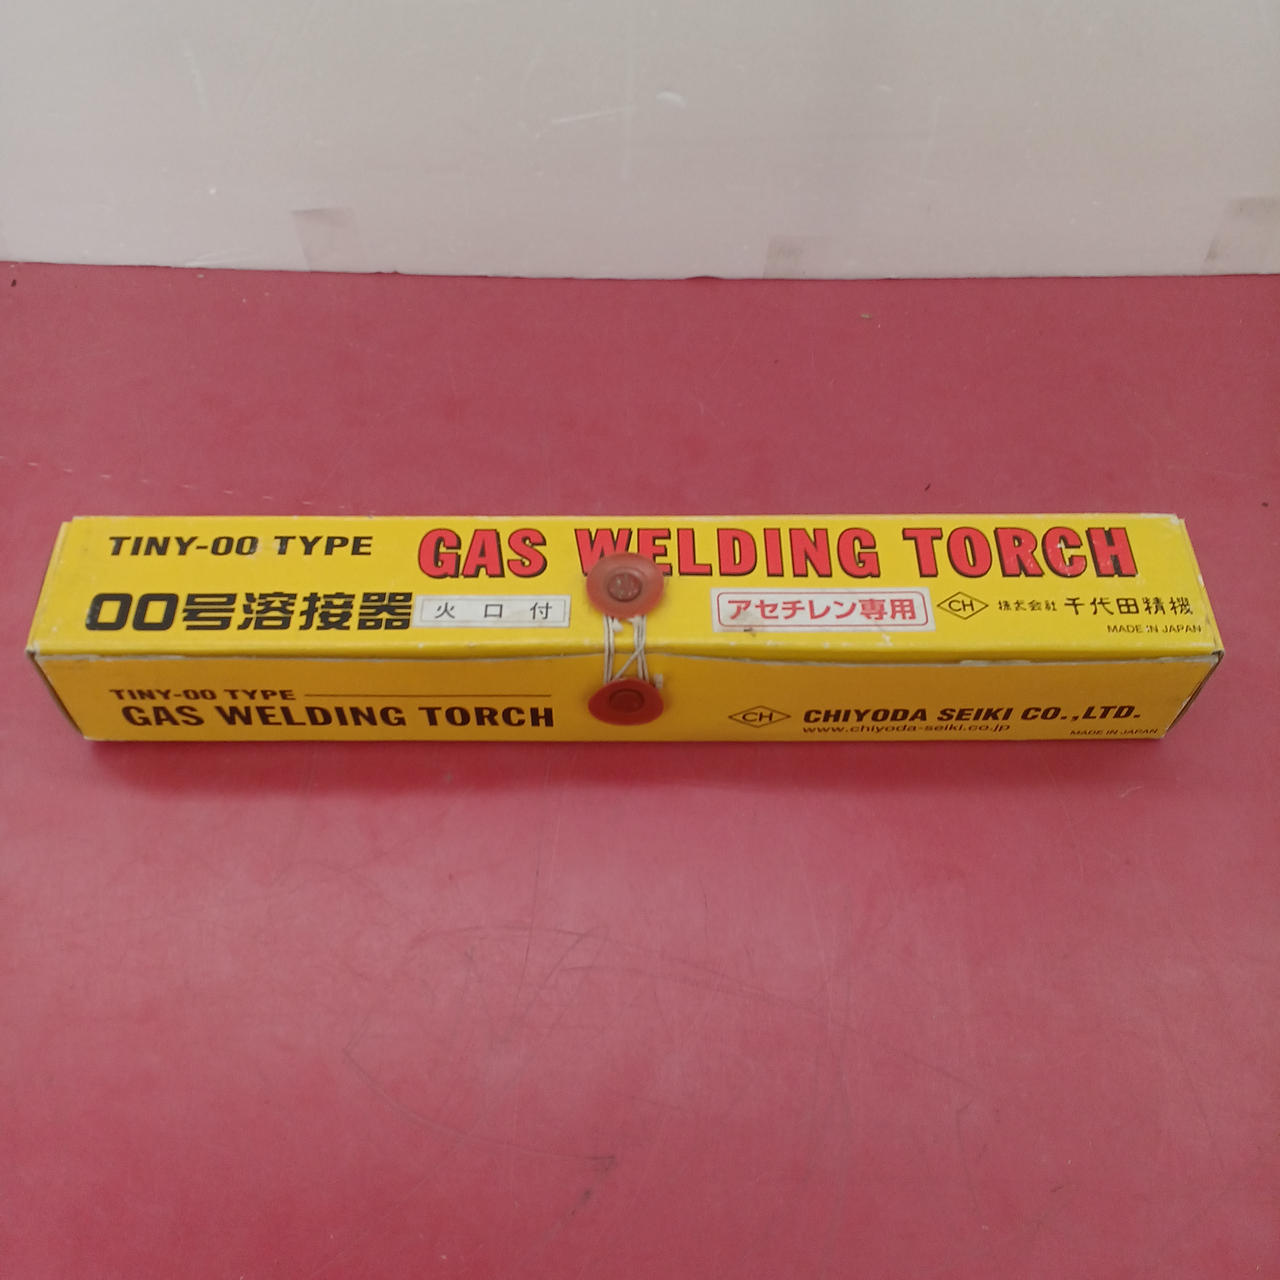 TINY-00 TYPE
GAS WELDING TORCH
00号溶接器
火口付
アセチレン専用
CH 株式会社 千代田精機
MADE IN JAPAN
TINY-00 TYPE
GAS WELDING TORCH
CH CHIYODA SEIKI CO.,LTD.
www.chiyoda-seiki.co.jp
MADE IN JAPAN